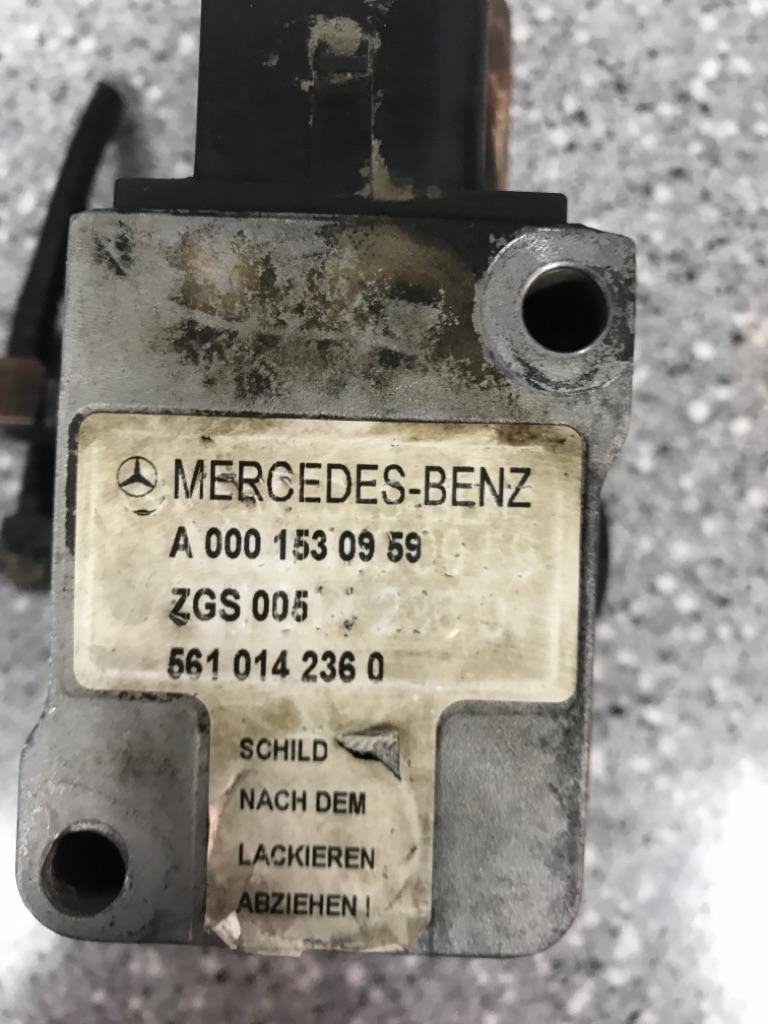 MERCEDES-BENZ
A 000 153 09 59
ZGS 005
561 014 236 0
SCHILD
NACH DEM
LACKIEREN
ABZIEHEN !